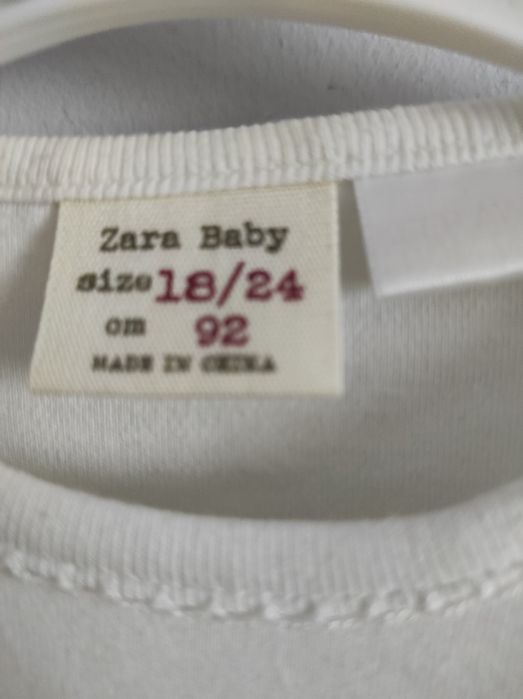 Zara Baby
size 18/24
cm 92
MADE IN CHINA